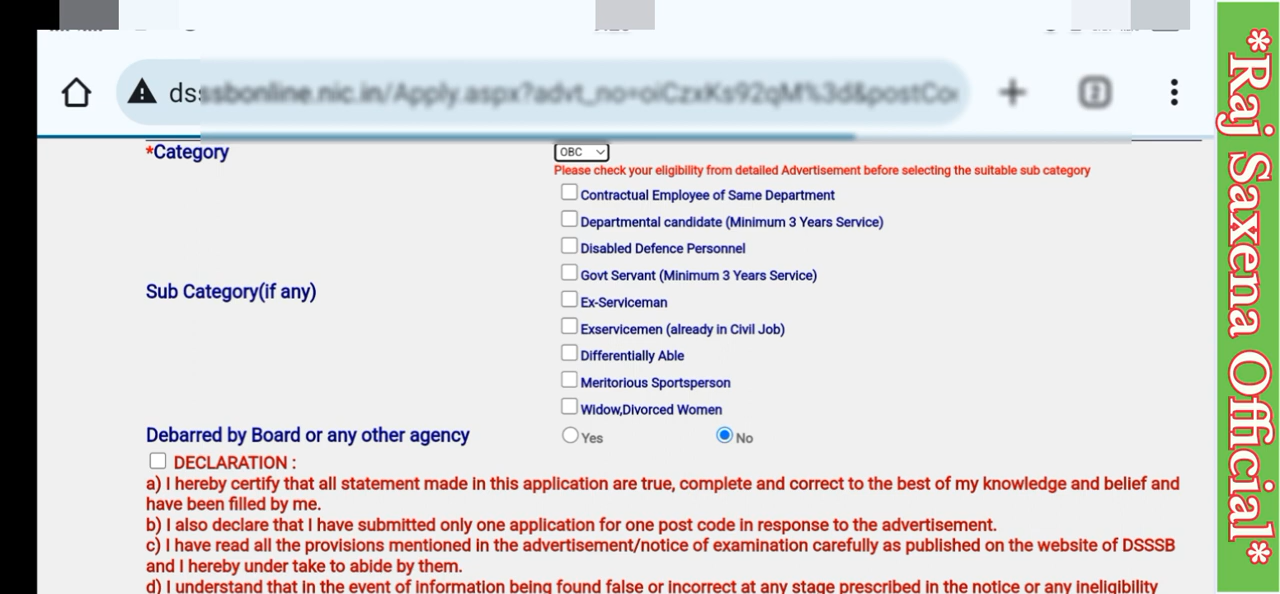 dsssbonline.nic.in/Apply.aspx?advt_no=oiCzxKs92qM%3d&postCo
2
*Category
OBC
Please check your eligibility from detailed Advertisement before selecting the suitable sub category
Contractual Employee of Same Department
Departmental candidate (Minimum 3 Years Service)
Disabled Defence Personnel
Govt Servant (Minimum 3 Years Service)
Sub Category(if any)
Ex-Serviceman
Exservicemen (already in Civil Job)
Differentially Able
Meritorious Sportsperson
Widow,Divorced Women
Debarred by Board or any other agency
Yes
No
DECLARATION :
a) I hereby certify that all statement made in this application are true, complete and correct to the best of my knowledge and belief and
have been filled by me.
b) I also declare that I have submitted only one application for one post code in response to the advertisement.
c) I have read all the provisions mentioned in the advertisement/notice of examination carefully as published on the website of DSSSB
and I hereby under take to abide by them.
d) I understand that in the event of information being found false or incorrect at any stage prescribed in the notice or any ineligibility
*Raj Saxena Official*